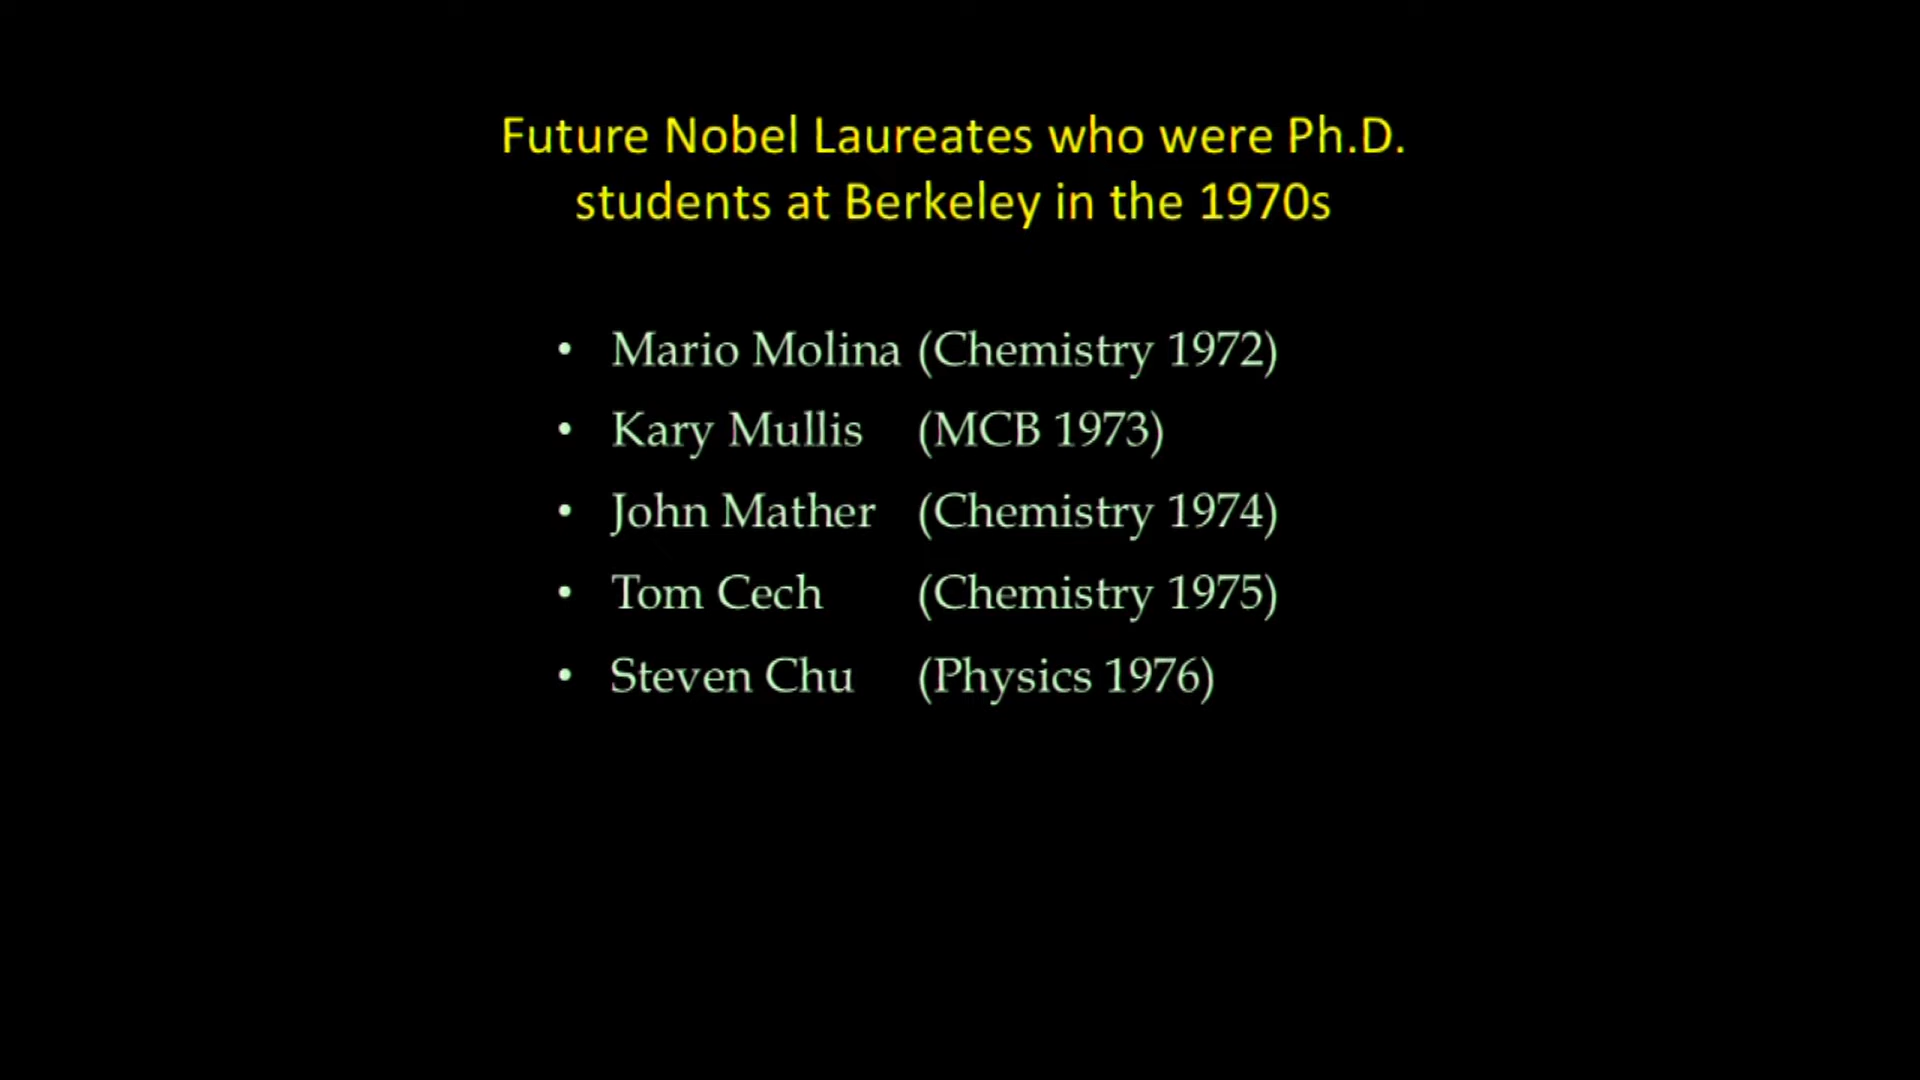 Future Nobel Laureates who were Ph.D.
students at Berkeley in the 1970s
• Mario Molina (Chemistry 1972)
• Kary Mullis (MCB 1973)
• John Mather (Chemistry 1974)
• Tom Cech (Chemistry 1975)
• Steven Chu (Physics 1976)